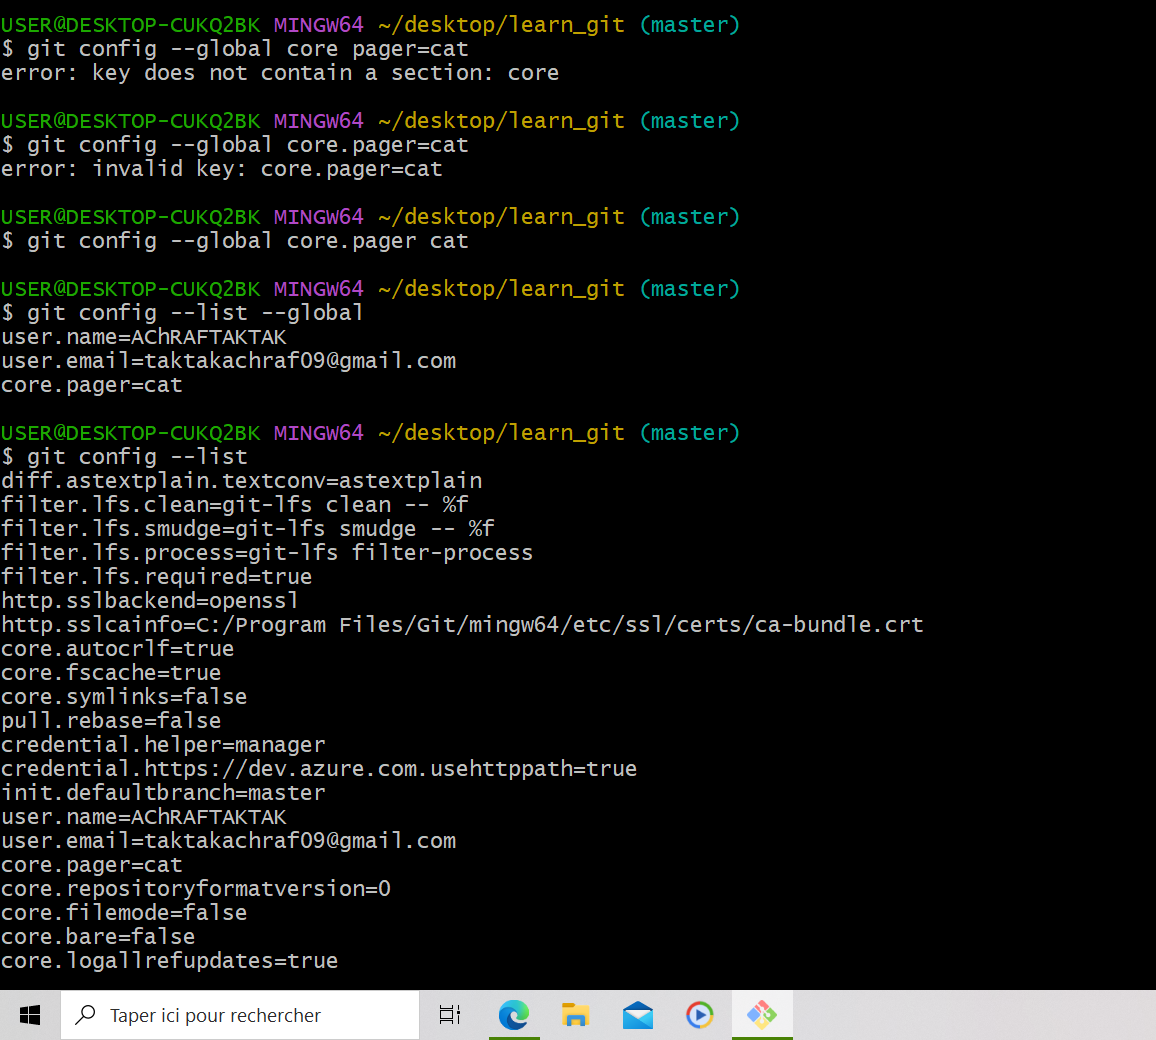 USER@DESKTOP-CUKQ2BK MINGW64 ~/desktop/learn_git (master)
$ git config --global core pager=cat
error: key does not contain a section: core

USER@DESKTOP-CUKQ2BK MINGW64 ~/desktop/learn_git (master)
$ git config --global core.pager=cat
error: invalid key: core.pager=cat

USER@DESKTOP-CUKQ2BK MINGW64 ~/desktop/learn_git (master)
$ git config --global core.pager cat

USER@DESKTOP-CUKQ2BK MINGW64 ~/desktop/learn_git (master)
$ git config --list --global
user.name=AChRAFTAKTAK
user.email=taktakachraf09@gmail.com
core.pager=cat

USER@DESKTOP-CUKQ2BK MINGW64 ~/desktop/learn_git (master)
$ git config --list
diff.astextplain.textconv=astextplain
filter.lfs.clean=git-lfs clean -- %f
filter.lfs.smudge=git-lfs smudge -- %f
filter.lfs.process=git-lfs filter-process
filter.lfs.required=true
http.sslbackend=openssl
http.sslcainfo=C:/Program Files/Git/mingw64/etc/ssl/certs/ca-bundle.crt
core.autocrlf=true
core.fscache=true
core.symlinks=false
pull.rebase=false
credential.helper=manager
credential.https://dev.azure.com.usehttppath=true
init.defaultbranch=master
user.name=AChRAFTAKTAK
user.email=taktakachraf09@gmail.com
core.pager=cat
core.repositoryformatversion=0
core.filemode=false
core.bare=false
core.logallrefupdates=true
Taper ici pour rechercher